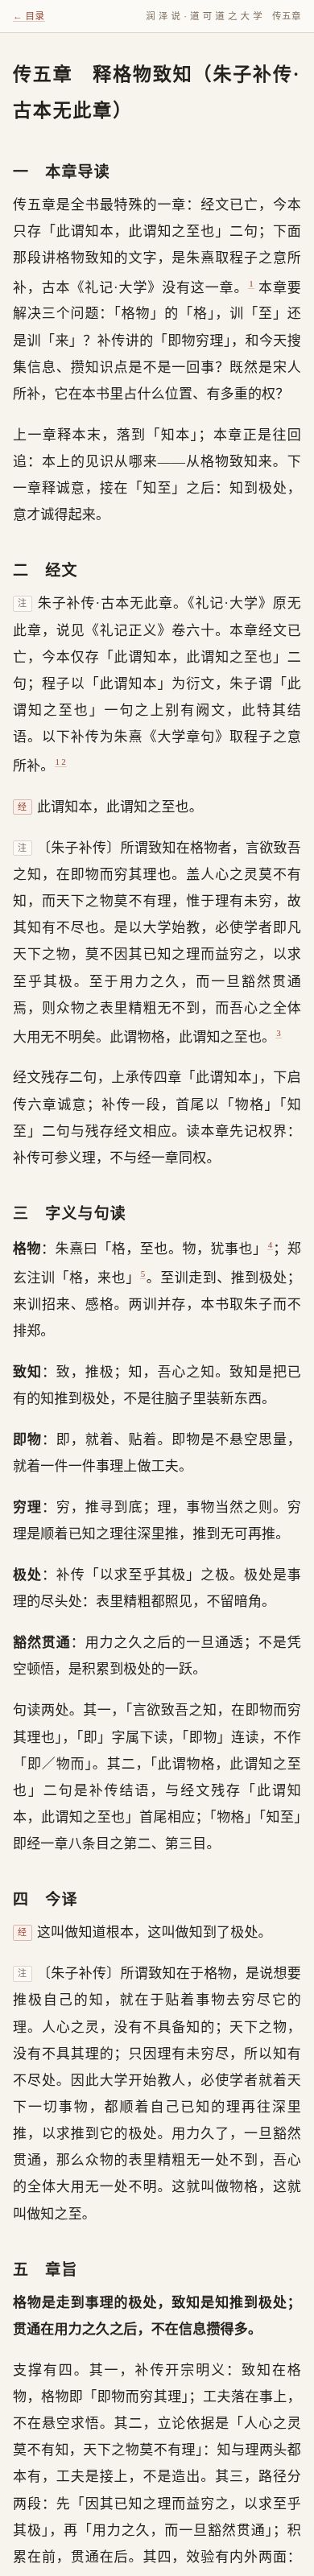 ← 目录
润泽说·道可道之大学 传五章
传五章　释格物致知（朱子补传·
古本无此章）
一　本章导读
传五章是全书最特殊的一章：经文已亡，今本
只存「此谓知本，此谓知之至也」二句；下面
那段讲格物致知的文字，是朱熹取程子之意所
补，古本《礼记·大学》没有这一章。1 本章要
解决三个问题：「格物」的「格」，训「至」还
是训「来」？补传讲的「即物穷理」，和今天搜
集信息、攒知识点是不是一回事？既然是宋人
所补，它在本书里占什么位置、有多重的权？
上一章释本末，落到「知本」；本章正是往回
追：本上的见识从哪来——从格物致知来。下
一章释诚意，接在「知至」之后：知到极处，
意才诚得起来。
二　经文
注 朱子补传·古本无此章。《礼记·大学》原无
此章，说见《礼记正义》卷六十。本章经文已
亡，今本仅存「此谓知本，此谓知之至也」二
句；程子以「此谓知本」为衍文，朱子谓「此
谓知之至也」一句之上别有阙文，此特其结
语。以下补传为朱熹《大学章句》取程子之意
所补。1 2
经 此谓知本，此谓知之至也。
注 〔朱子补传〕所谓致知在格物者，言欲致吾
之知，在即物而穷其理也。盖人心之灵莫不有
知，而天下之物莫不有理，惟于理有未穷，故
其知有不尽也。是以大学始教，必使学者即凡
天下之物，莫不因其已知之理而益穷之，以求
至乎其极。至于用力之久，而一旦豁然贯通
焉，则众物之表里精粗无不到，而吾心之全体
大用无不明矣。此谓物格，此谓知之至也。3
经文残存二句，上承传四章「此谓知本」，下启
传六章诚意；补传一段，首尾以「物格」「知
至」二句与残存经文相应。读本章先记权界：
补传可参义理，不与经一章同权。
三　字义与句读
格物：朱熹曰「格，至也。物，犹事也」4；郑
玄注训「格，来也」5。至训走到、推到极处；
来训招来、感格。两训并存，本书取朱子而不
排郑。
致知：致，推极；知，吾心之知。致知是把已
有的知推到极处，不是往脑子里装新东西。
即物：即，就着、贴着。即物是不悬空思量，
就着一件一件事理上做工夫。
穷理：穷，推寻到底；理，事物当然之则。穷
理是顺着已知之理往深里推，推到无可再推。
极处：补传「以求至乎其极」之极。极处是事
理的尽头处：表里精粗都照见，不留暗角。
豁然贯通：用力之久之后的一旦通透；不是凭
空顿悟，是积累到极处的一跃。
句读两处。其一，「言欲致吾之知，在即物而穷
其理也」，「即」字属下读，「即物」连读，不作
「即／物而」。其二，「此谓物格，此谓知之至
也」二句是补传结语，与经文残存「此谓知
本，此谓知之至也」首尾相应；「物格」「知至」
即经一章八条目之第二、第三目。
四　今译
经 这叫做知道根本，这叫做知到了极处。
注 〔朱子补传〕所谓致知在于格物，是说想要
推极自己的知，就在于贴着事物去穷尽它的
理。人心之灵，没有不具备知的；天下之物，
没有不具其理的；只因理有未穷尽，所以知有
不尽处。因此大学开始教人，必使学者就着天
下一切事物，都顺着自己已知的理再往深里
推，以求推到它的极处。用力久了，一旦豁然
贯通，那么众物的表里精粗无一处不到，吾心
的全体大用无一处不明。这就叫做物格，这就
叫做知之至。
五　章旨
格物是走到事理的极处，致知是知推到极处；
贯通在用力之久之后，不在信息攒得多。
支撑有四。其一，补传开宗明义：致知在格
物，格物即「即物而穷其理」；工夫落在事上，
不在悬空求悟。其二，立论依据是「人心之灵
莫不有知，天下之物莫不有理」：知与理两头都
本有，工夫是接上，不是造出。其三，路径分
两段：先「因其已知之理而益穷之，以求至乎
其极」，再「用力之久，而一旦豁然贯通」；积
累在前，贯通在后。其四，效验有内外两面：